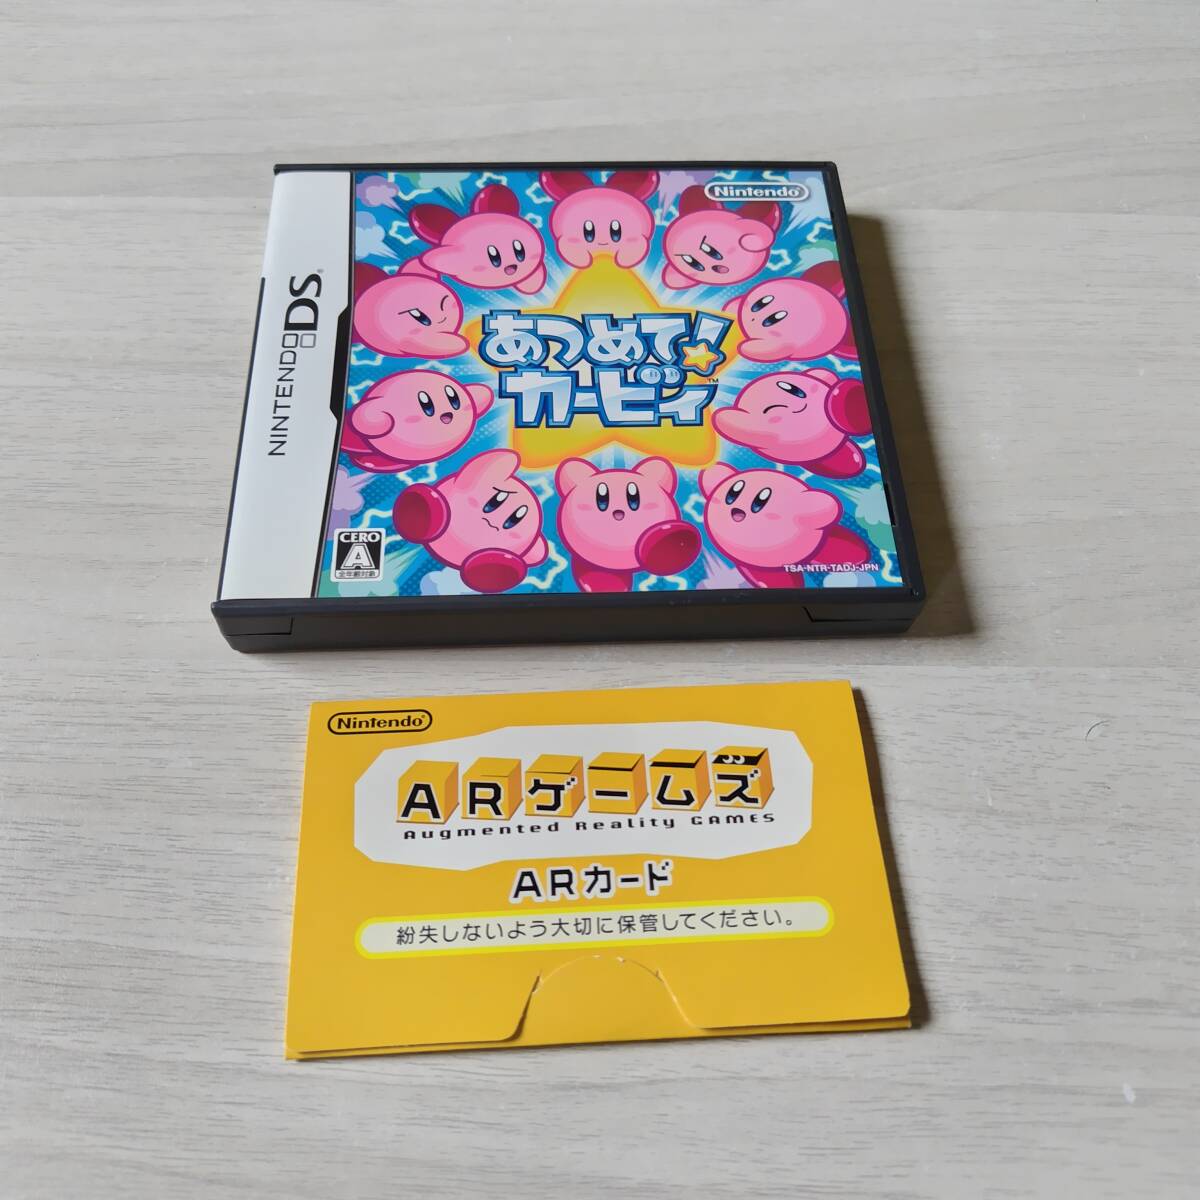 NINTENDO DS
Nintendo
あつめて!
カービィ™
CERO
A
全年齢対象
TSA-NTR-TADJ-JPN
Nintendo
ARゲームズ
Augmented Reality GAMES
ARカード
紛失しないよう大切に保管してください。